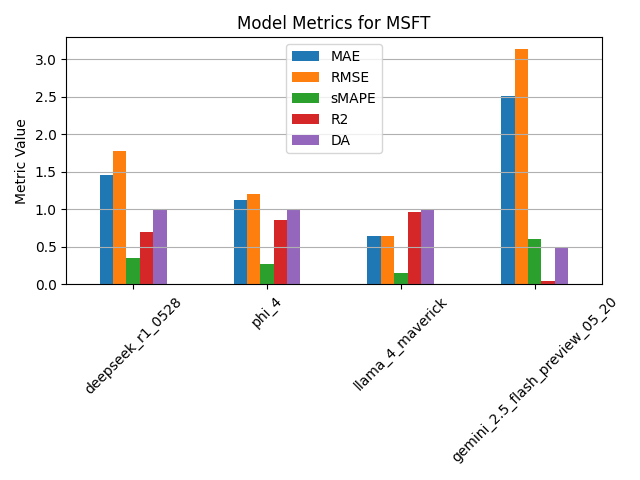 Model Metrics for MSFT
MAE
RMSE
sMAPE
R2
DA
Metric Value
3.0
2.5
2.0
1.5
1.0
0.5
0.0
deepseek_r1_0528
phi_4
llama_4_maverick
gemini_2.5_flash_preview_05_20